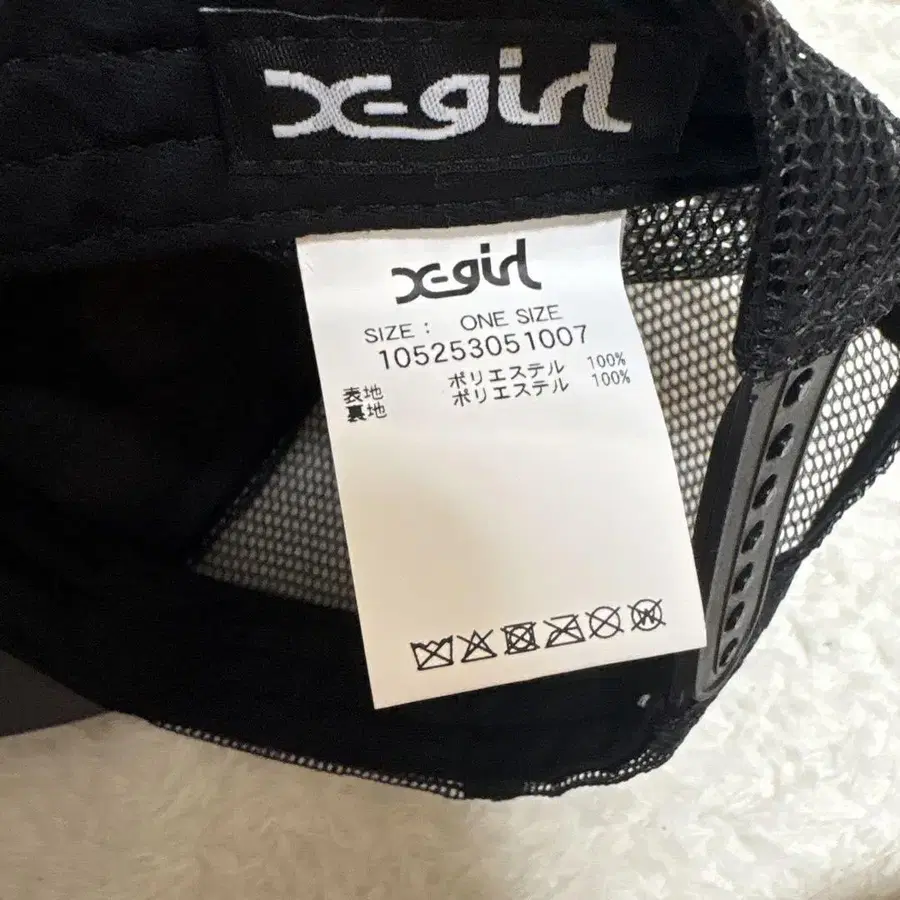 X-girl
X-girl
SIZE : ONE SIZE
105253051007
表地 ポリエステル 100%
裏地 ポリエステル 100%
W